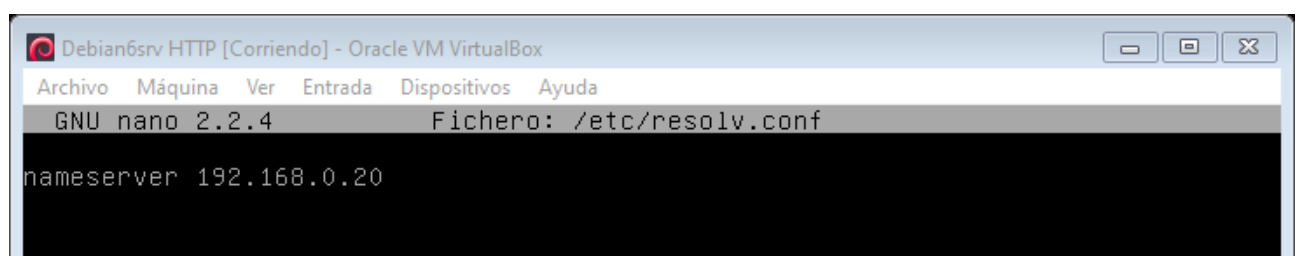 Debian6srv HTTP [Corriendo] - Oracle VM VirtualBox
Archivo Máquina Ver Entrada Dispositivos Ayuda
GNU nano 2.2.4 Fichero: /etc/resolv.conf
nameserver 192.168.0.20